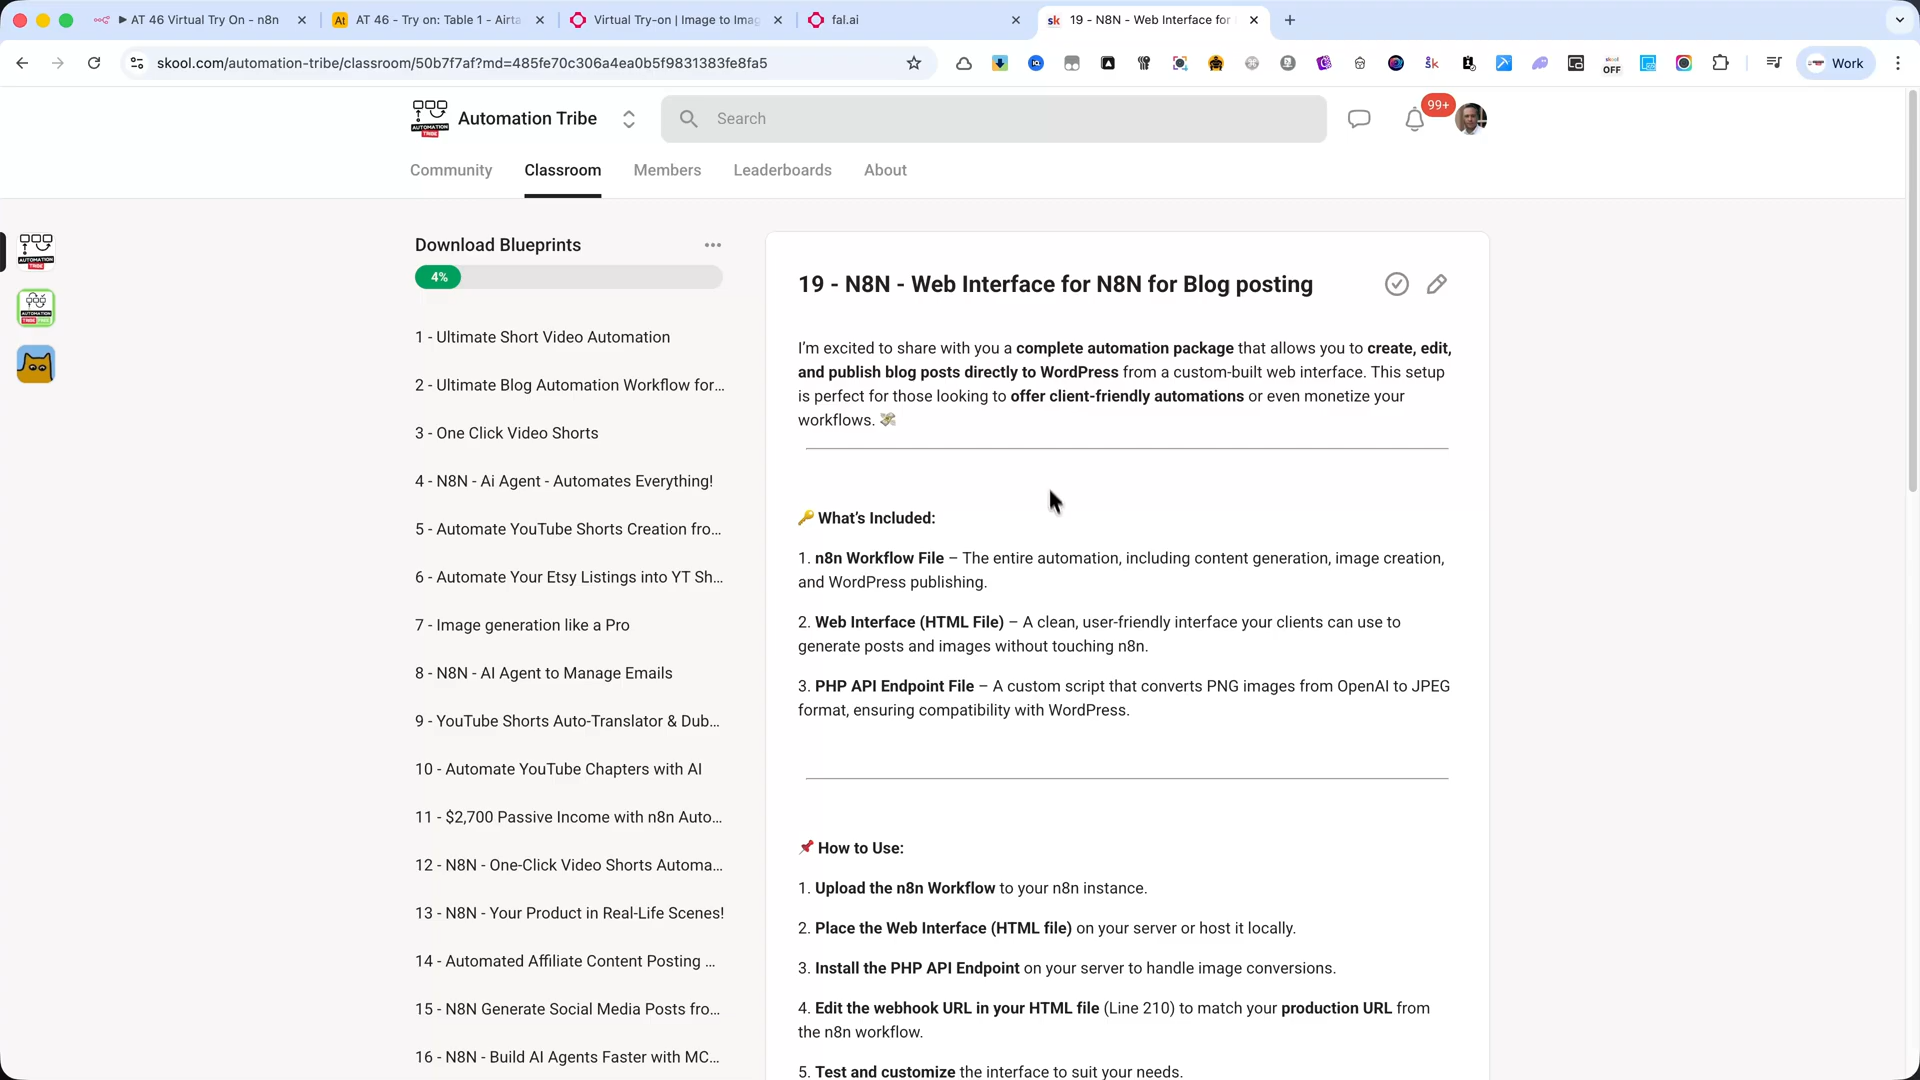 AT 46 Virtual Try On - n8n
At AT 46 - Try on: Table 1 - Airta
Virtual Try-on | Image to Imag
fal.ai
sk 19 - N8N - Web Interface for
skool.com/automation-tribe/classroom/50b7f7af?md=485fe70c306a4ea0b5f9831383fe8fa5
OFF
Work
AUTOMATION
TRIBE
Automation Tribe
Search
99+
Community
Classroom
Members
Leaderboards
About
Download Blueprints
4%
1 - Ultimate Short Video Automation
2 - Ultimate Blog Automation Workflow for...
3 - One Click Video Shorts
4 - N8N - Ai Agent - Automates Everything!
5 - Automate YouTube Shorts Creation fro...
6 - Automate Your Etsy Listings into YT Sh...
7 - Image generation like a Pro
8 - N8N - AI Agent to Manage Emails
9 - YouTube Shorts Auto-Translator & Dub...
10 - Automate YouTube Chapters with AI
11 - $2,700 Passive Income with n8n Auto...
12 - N8N - One-Click Video Shorts Automa...
13 - N8N - Your Product in Real-Life Scenes!
14 - Automated Affiliate Content Posting ...
15 - N8N Generate Social Media Posts fro...
16 - N8N - Build AI Agents Faster with MC...
19 - N8N - Web Interface for N8N for Blog posting
I'm excited to share with you a complete automation package that allows you to create, edit,
and publish blog posts directly to WordPress from a custom-built web interface. This setup
is perfect for those looking to offer client-friendly automations or even monetize your
workflows. 💸
🔑 What's Included:
1. n8n Workflow File – The entire automation, including content generation, image creation,
and WordPress publishing.
2. Web Interface (HTML File) – A clean, user-friendly interface your clients can use to
generate posts and images without touching n8n.
3. PHP API Endpoint File – A custom script that converts PNG images from OpenAI to JPEG
format, ensuring compatibility with WordPress.
📌 How to Use:
1. Upload the n8n Workflow to your n8n instance.
2. Place the Web Interface (HTML file) on your server or host it locally.
3. Install the PHP API Endpoint on your server to handle image conversions.
4. Edit the webhook URL in your HTML file (Line 210) to match your production URL from
the n8n workflow.
5. Test and customize the interface to suit your needs.